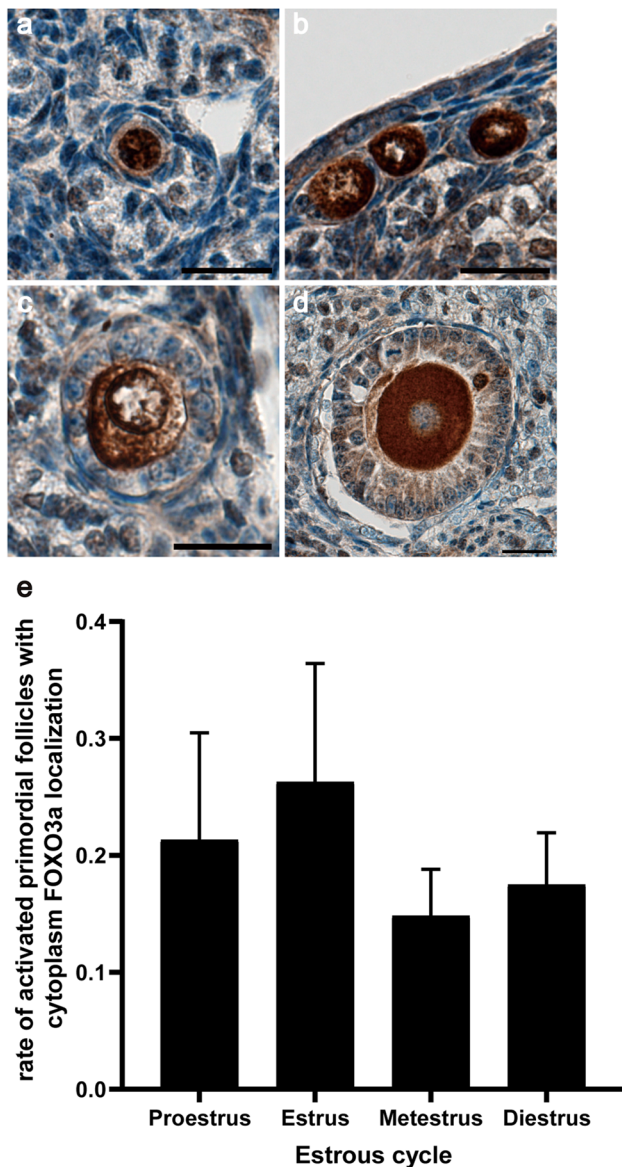 a
b
c
d
e
rate of activated primordial follicles with
cytoplasm FOXO3a localization
0.4
0.3
0.2
0.1
0.0
Proestrus Estrus Metestrus Diestrus
Estrous cycle